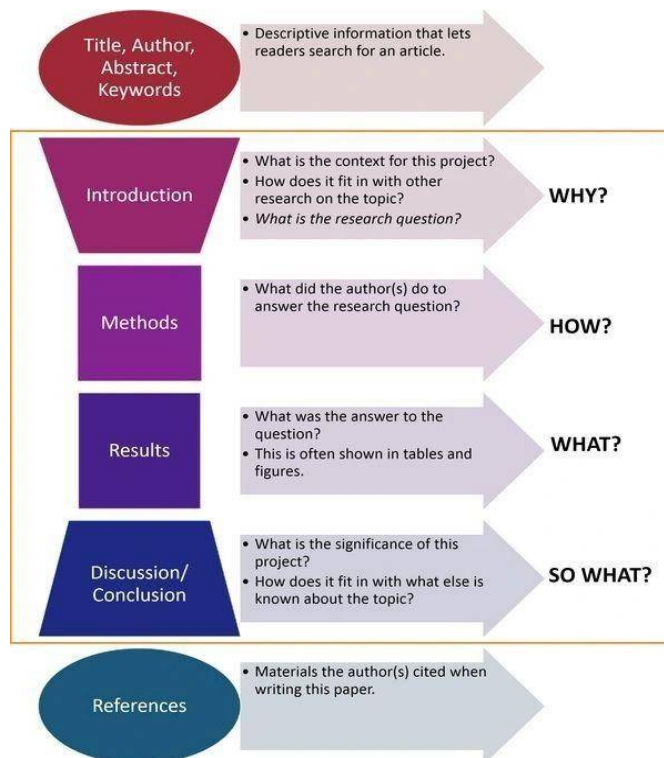 Title, Author,
Abstract,
Keywords
• Descriptive information that lets
readers search for an article.
Introduction
• What is the context for this project?
• How does it fit in with other
research on the topic?
• What is the research question?
WHY?
Methods
• What did the author(s) do to
answer the research question?
HOW?
Results
• What was the answer to the
question?
• This is often shown in tables and
figures.
WHAT?
Discussion/
Conclusion
• What is the significance of this
project?
• How does it fit in with what else is
known about the topic?
SO WHAT?
References
• Materials the author(s) cited when
writing this paper.